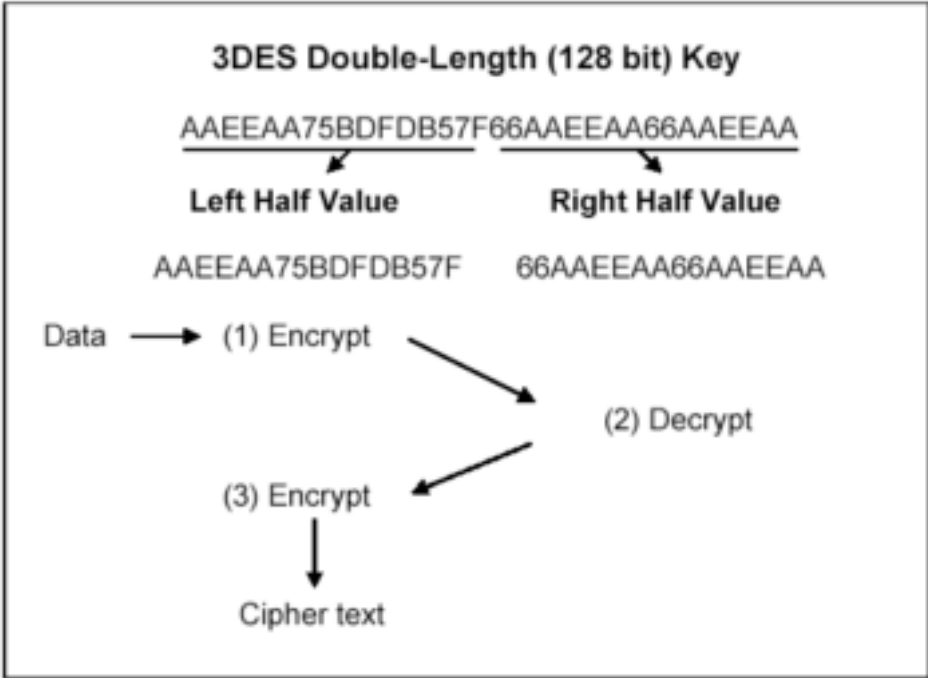 3DES Double-Length (128 bit) Key
AAEEAA75BDFDB57F66AAEEAA66AAEEAA
Left Half Value Right Half Value
AAEEAA75BDFDB57F 66AAEEAA66AAEEAA
Data (1) Encrypt
(2) Decrypt
(3) Encrypt
Cipher text